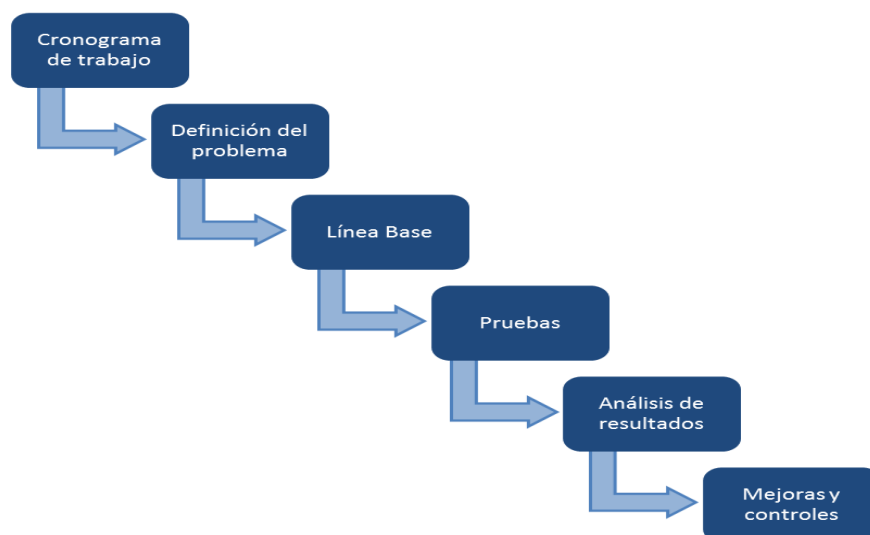 Cronograma
de trabajo
Definición del
problema
Línea Base
Pruebas
Análisis de
resultados
Mejoras y
controles